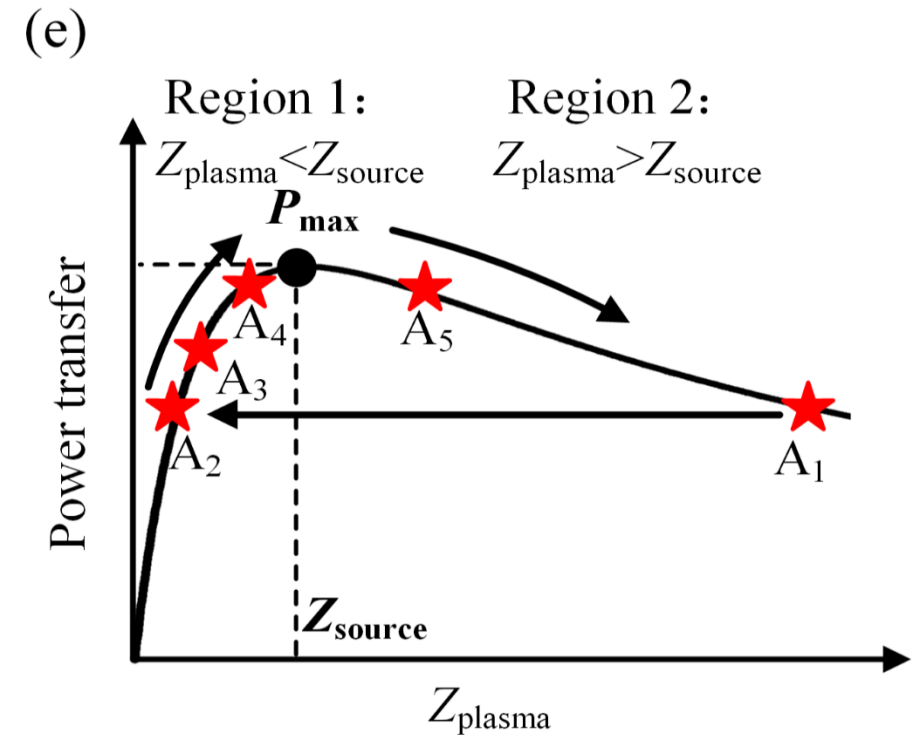 (e)
Region 1： Region 2：
Zplasma<Zsource Zplasma>Zsource
Pmax
A4
A5
A3
A2
A1
Power transfer
Zsource
Zplasma